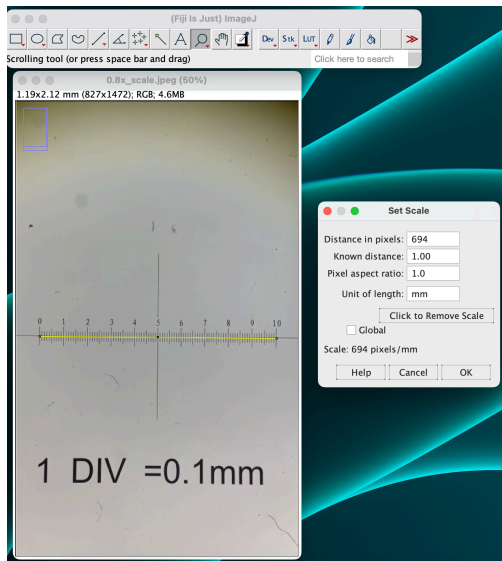 (Fiji Is Just) ImageJ
Dev Stk LUT
Scrolling tool (or press space bar and drag)
Click here to search
0.8x_scale.jpeg (50%)
1.19x2.12 mm (827x1472); RGB; 4.6MB
0 1 2 3 4 5 6 7 8 9 10
1 DIV =0.1mm
Set Scale
Distance in pixels: 694
Known distance: 1.00
Pixel aspect ratio: 1.0
Unit of length: mm
Click to Remove Scale
Global
Scale: 694 pixels/mm
Help Cancel OK